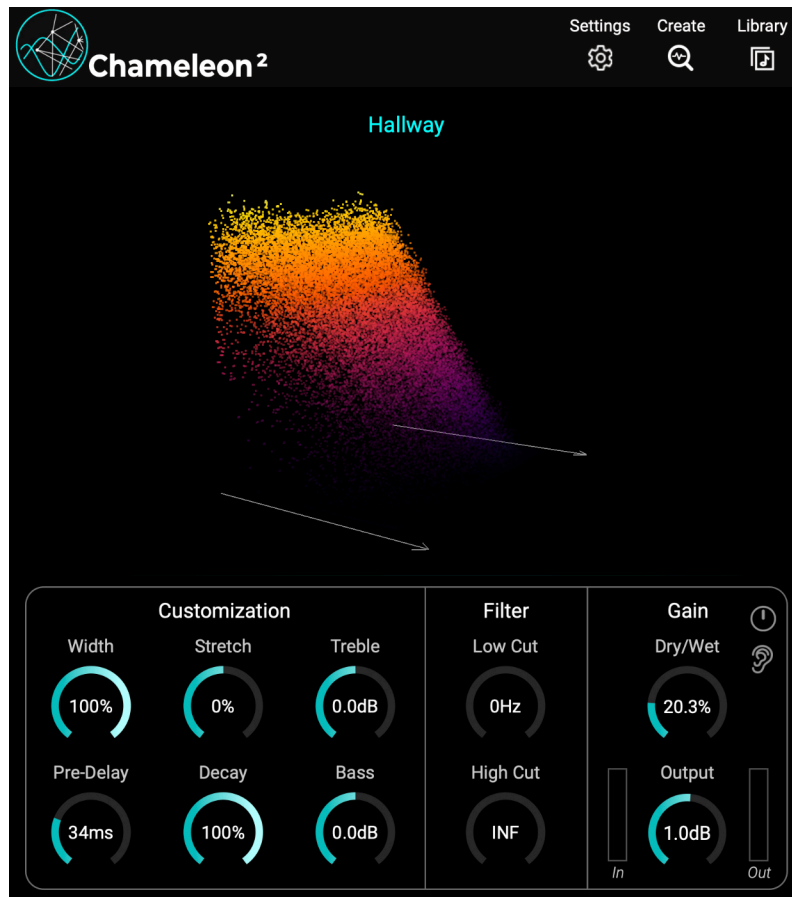 Settings Create Library
Chameleon²
Hallway
Customization
Filter
Gain
Width Stretch Treble
Low Cut
Dry/Wet
100% 0% 0.0dB
0Hz
20.3%
Pre-Delay Decay Bass
High Cut
Output
34ms 100% 0.0dB
INF
1.0dB
In
Out